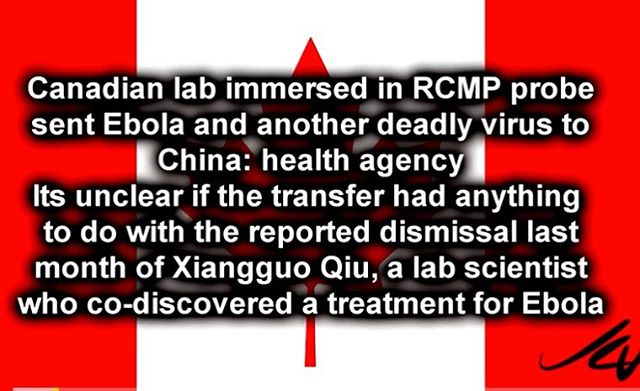 Canadian lab immersed in RCMP probe
sent Ebola and another deadly virus to
China: health agency
Its unclear if the transfer had anything
to do with the reported dismissal last
month of Xiangguo Qiu, a lab scientist
who co-discovered a treatment for Ebola